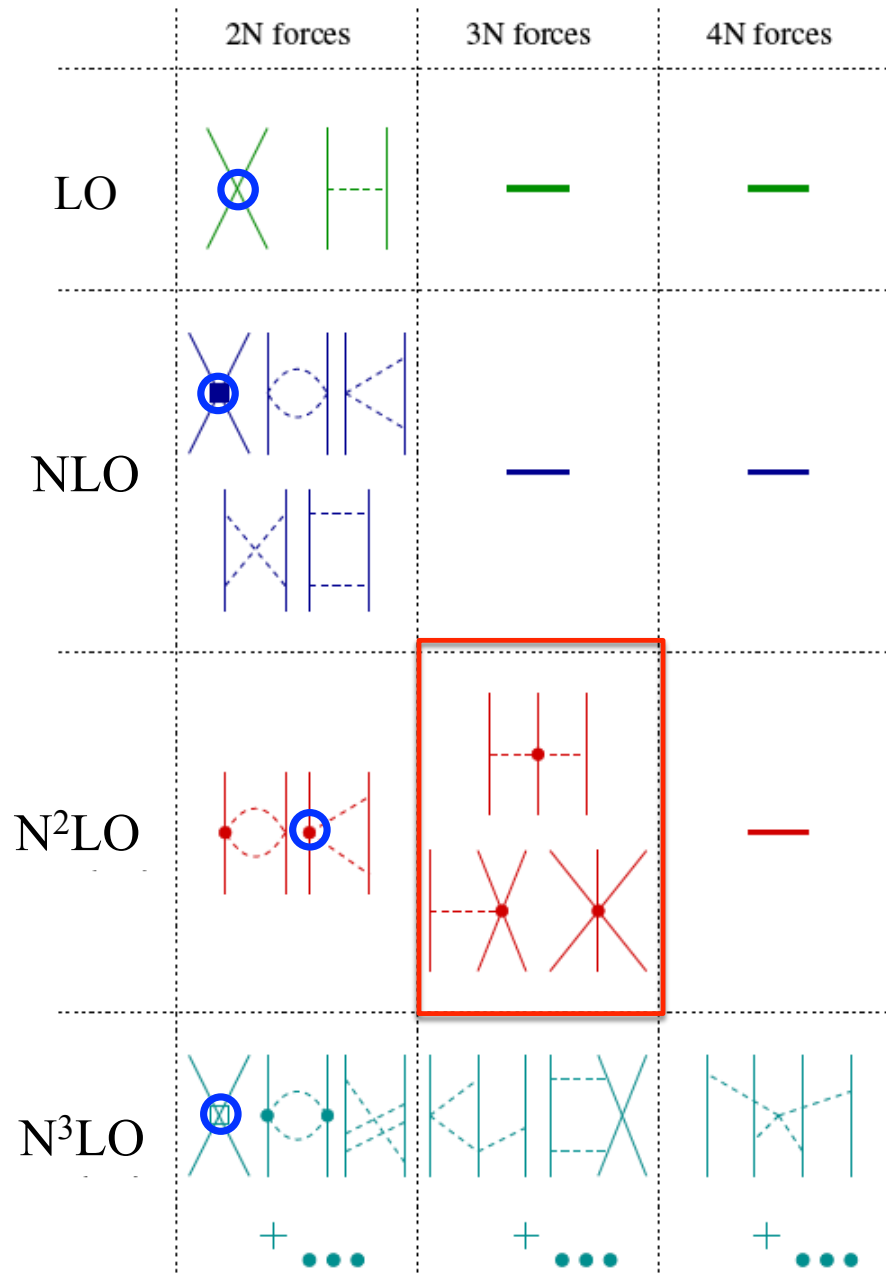 2N forces 3N forces 4N forces
LO
NLO
N²LO
N³LO
+ ••• + ••• + •••